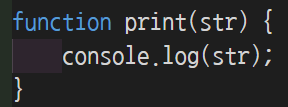 function print(str) {
    console.log(str);
}